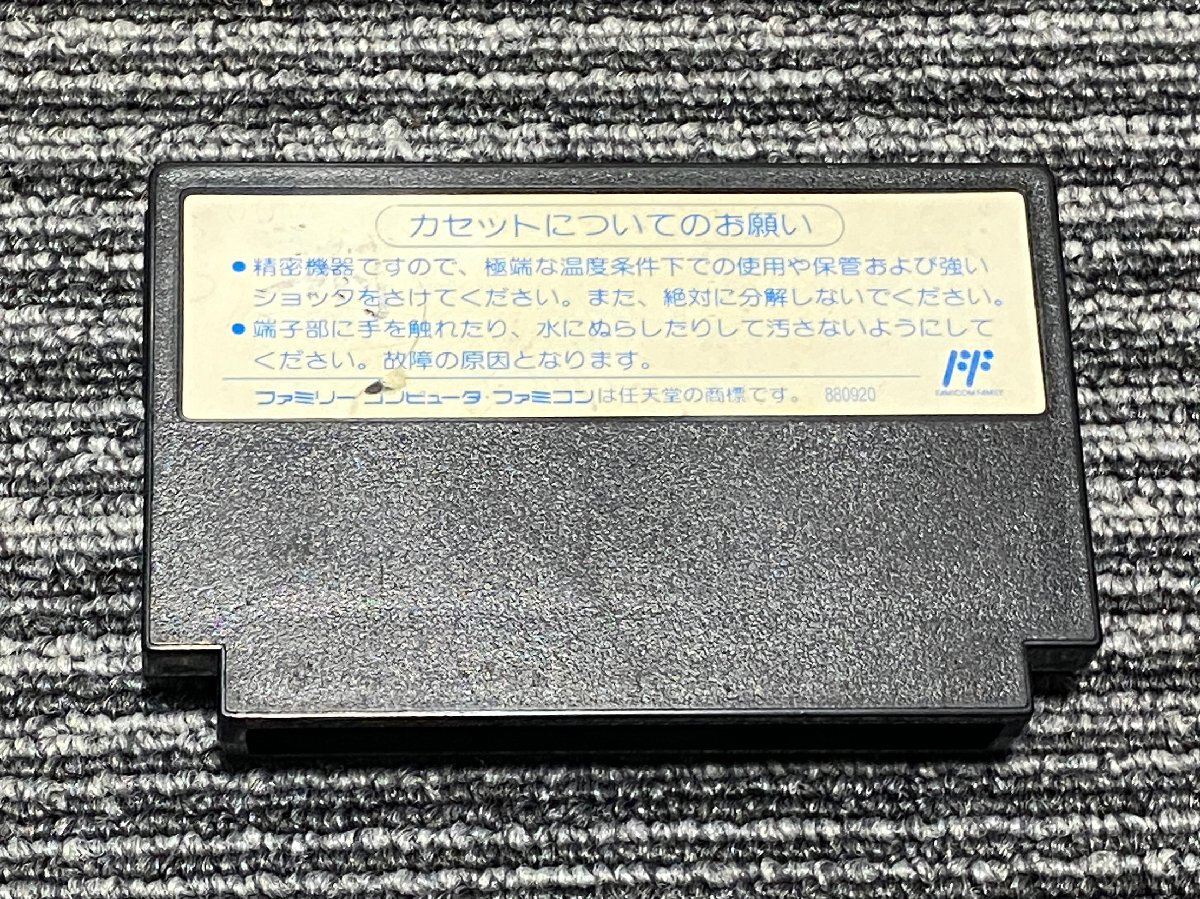 カセットについてのお願い
●精密機器ですので、極端な温度条件下での使用や保管および強い
ショックをさけてください。また、絶対に分解しないでください。
●端子部に手を触れたり、水にぬらしたりして汚さないようにして
ください。故障の原因となります。
FF
FAMICOM FAMILY
ファミリーコンピュータ・ファミコンは任天堂の商標です。 880920